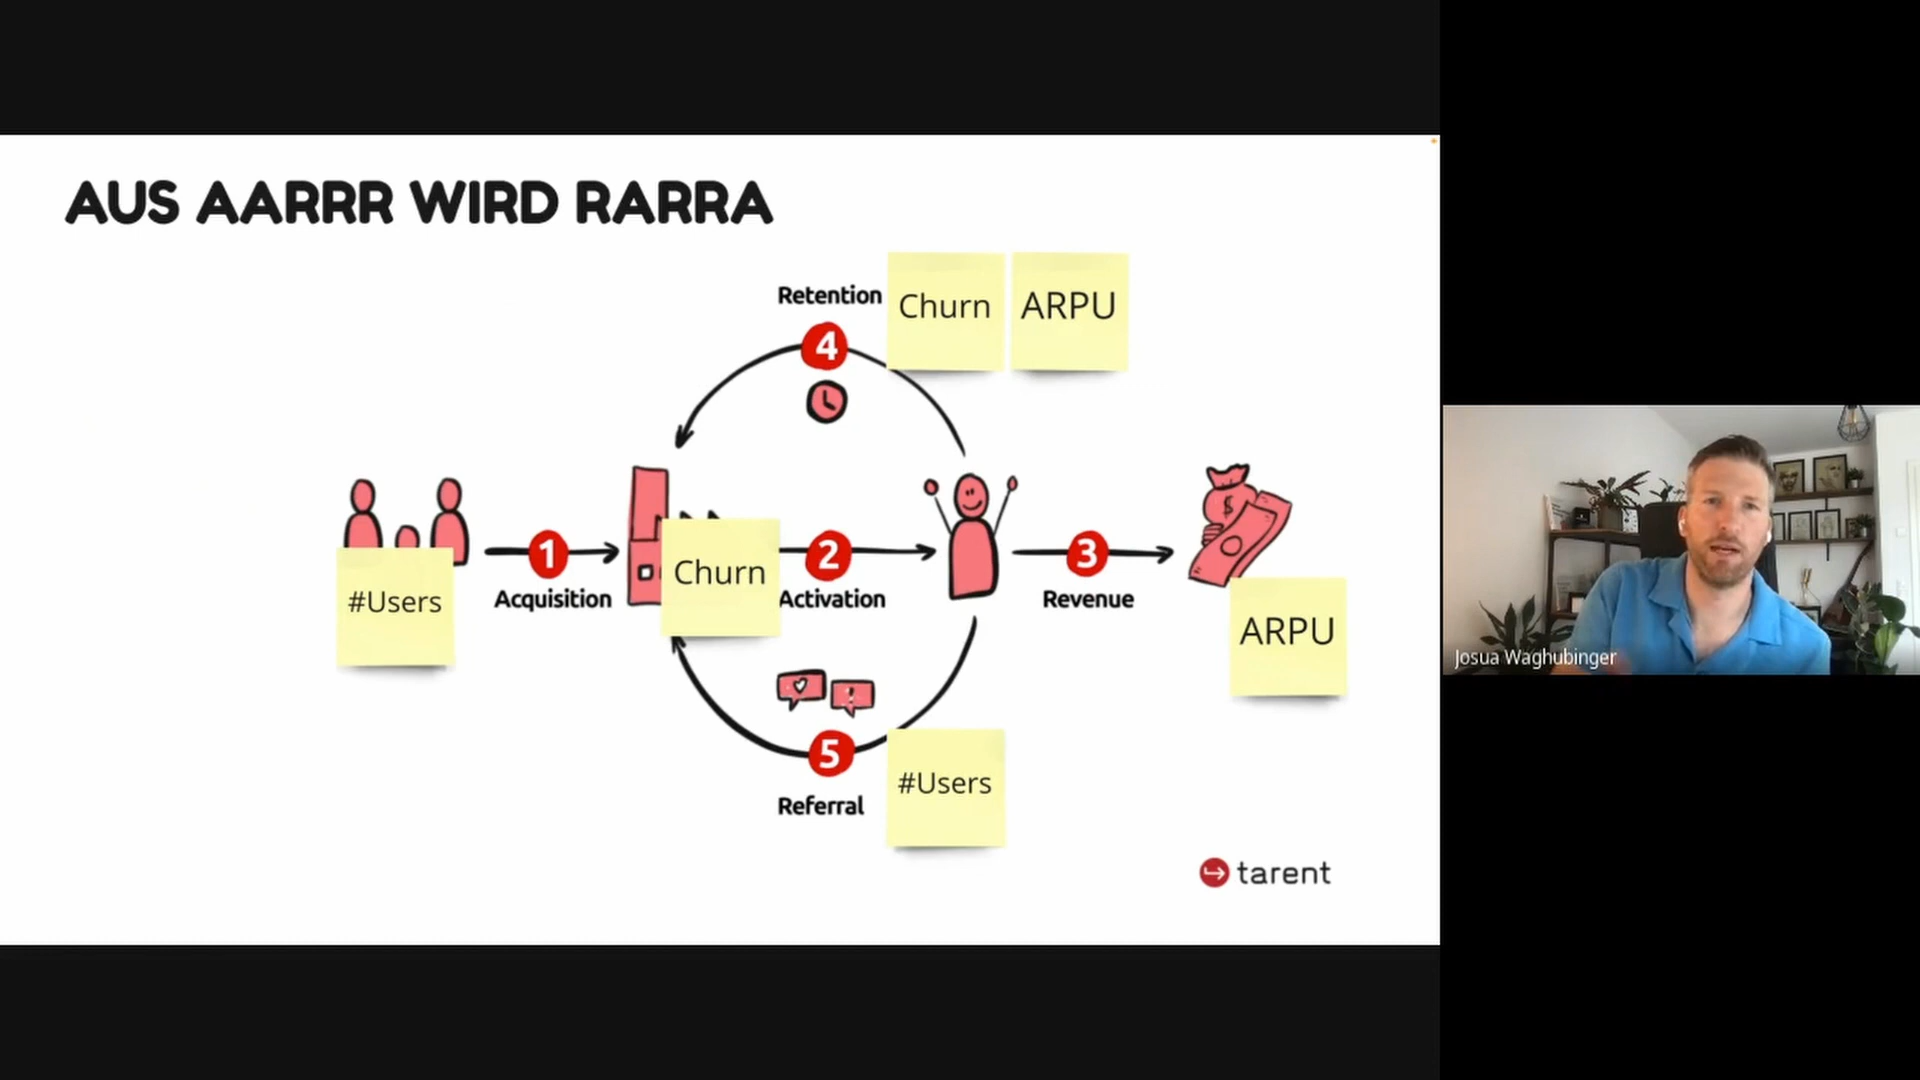 AUS AARRR WIRD RARRA
Retention
Churn
ARPU
4
#Users
1
Acquisition
Churn
2
Activation
3
Revenue
ARPU
5
Referral
#Users
tarent
Josua Waghubinger